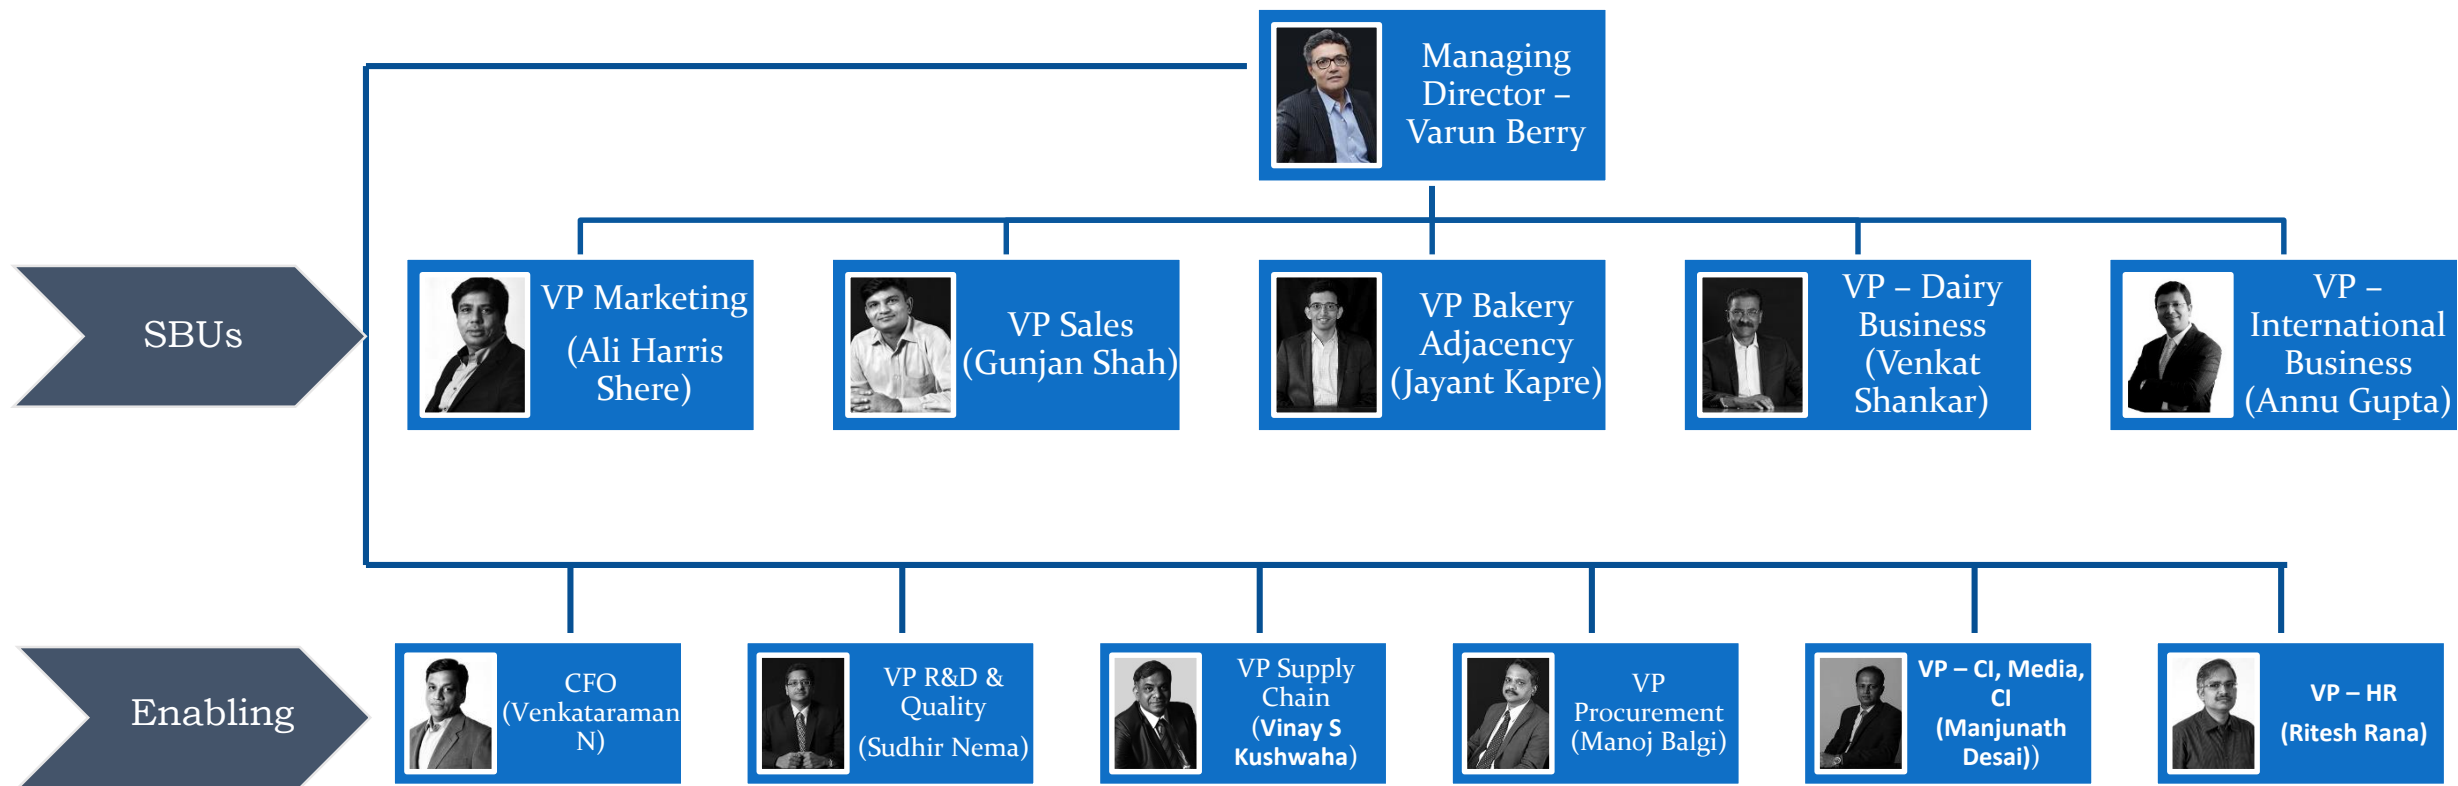 Managing
Director –
Varun Berry
SBUs
VP Marketing
(Ali Harris
Shere)
VP Sales
(Gunjan Shah)
VP Bakery
Adjacency
(Jayant Kapre)
VP – Dairy
Business
(Venkat
Shankar)
VP –
International
Business
(Annu Gupta)
Enabling
CFO
(Venkataraman
N)
VP R&D &
Quality
(Sudhir Nema)
VP Supply
Chain
(Vinay S
Kushwaha)
VP
Procurement
(Manoj Balgi)
VP – CI, Media,
CI
(Manjunath
Desai))
VP – HR
(Ritesh Rana)